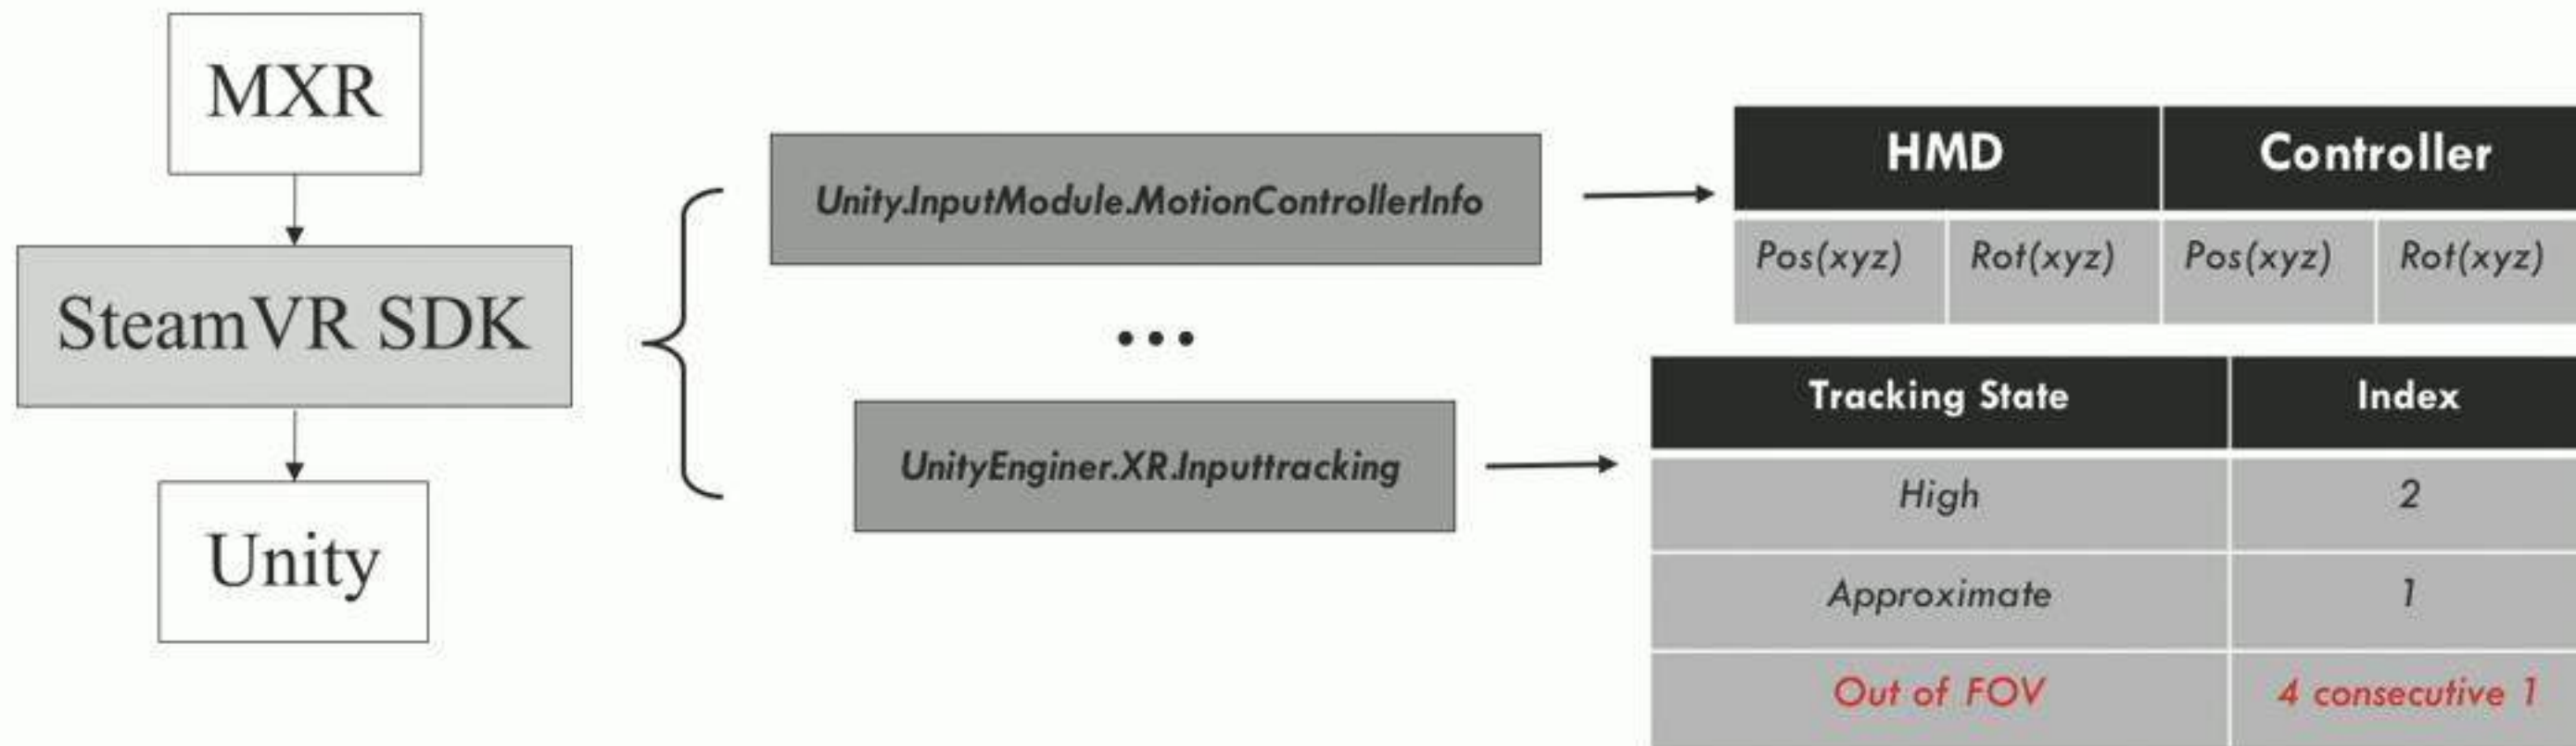 MXR
SteamVR SDK
Unity
Unity.InputModule.MotionControllerInfo
...
UnityEnginer.XR.Inputtracking
HMD Controller
Pos(xyz) Rot(xyz) Pos(xyz) Rot(xyz)
Tracking State Index
High 2
Approximate 1
Out of FOV 4 consecutive 1